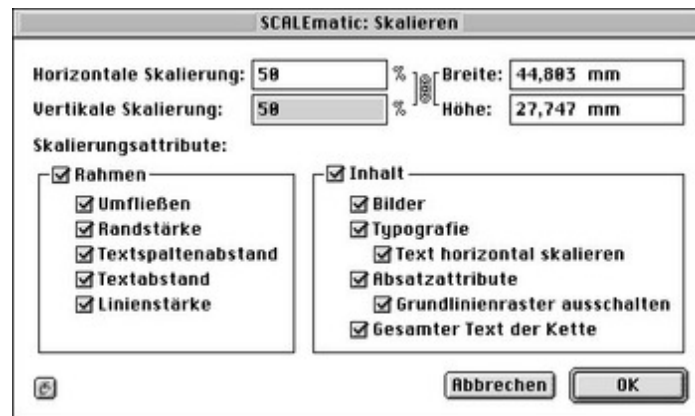 SCALEmatic: Skalieren
Horizontale Skalierung: 50 % Breite: 44,803 mm
Vertikale Skalierung: 50 % Höhe: 27,747 mm
Skalierungsattribute:
Rahmen
Umfließen
Randstärke
Textspaltenabstand
Textabstand
Linienstärke
Inhalt
Bilder
Typografie
Text horizontal skalieren
Absatzattribute
Grundlinienraster ausschalten
Gesamter Text der Kette
Abbrechen OK